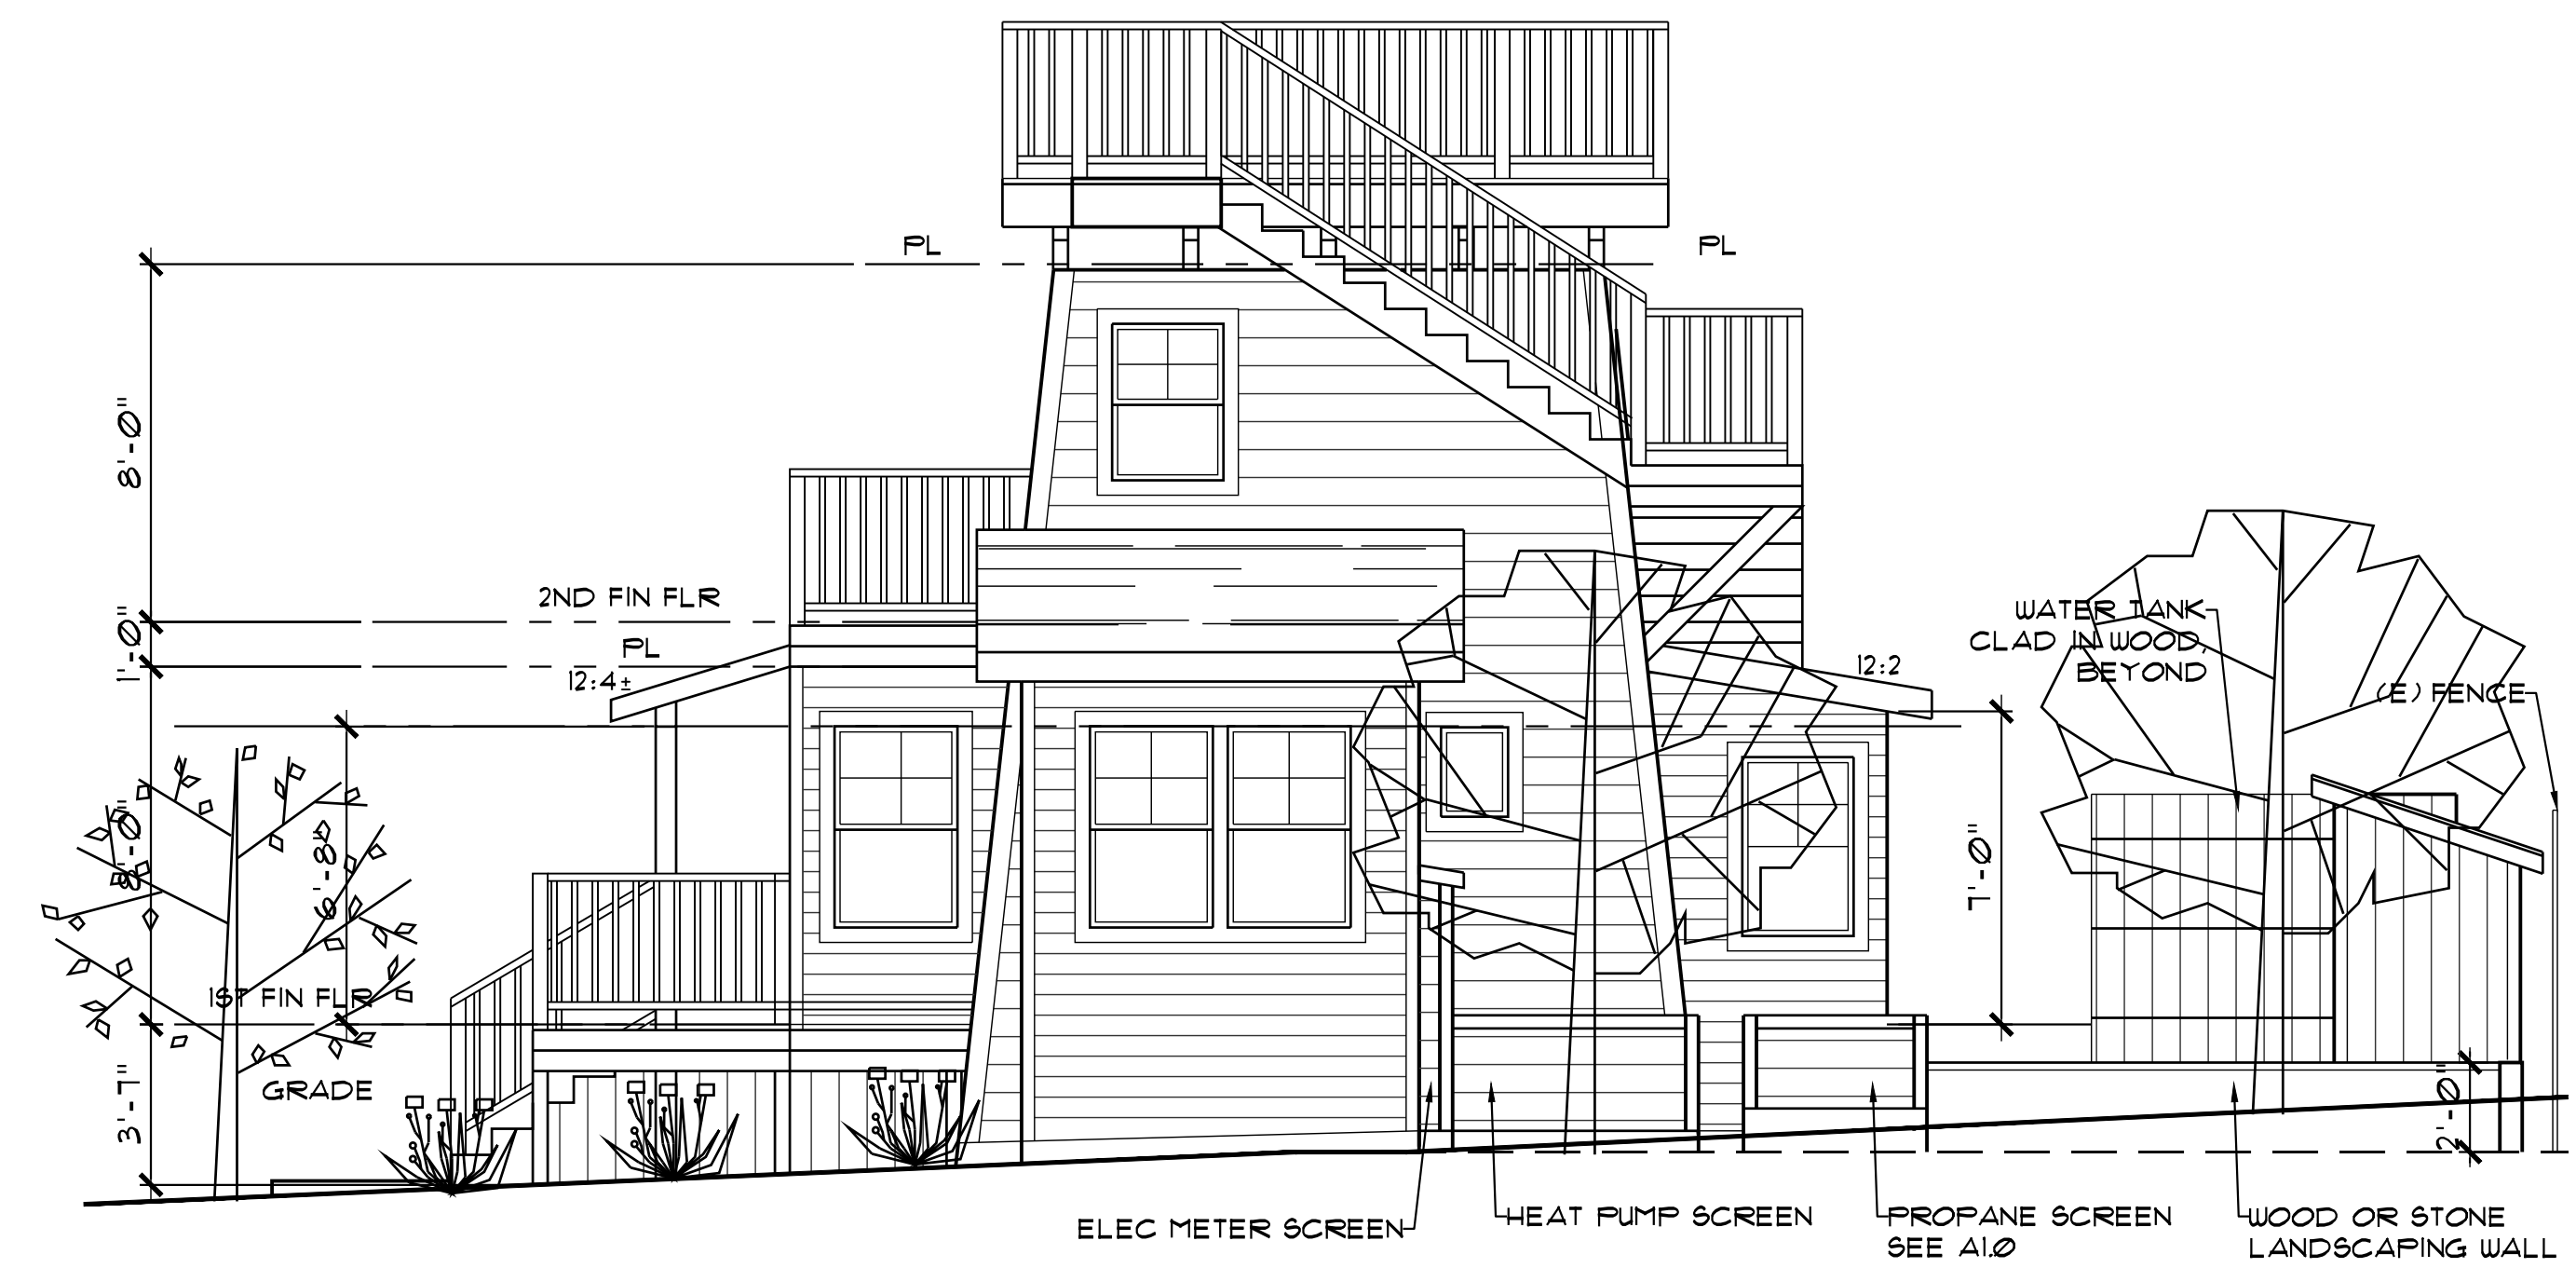 PL
PL
8'-0"
2ND FIN FLR
1'-0"
PL
12:4±
12:2
WATER TANK
CLAD IN WOOD,
BEYOND
(E) FENCE
8'-0"
6'-8"
7'-0"
1ST FIN FLR
GRADE
3'-7"
2'-0"
ELEC METER SCREEN
HEAT PUMP SCREEN
PROPANE SCREEN
SEE A1.0
WOOD OR STONE
LANDSCAPING WALL